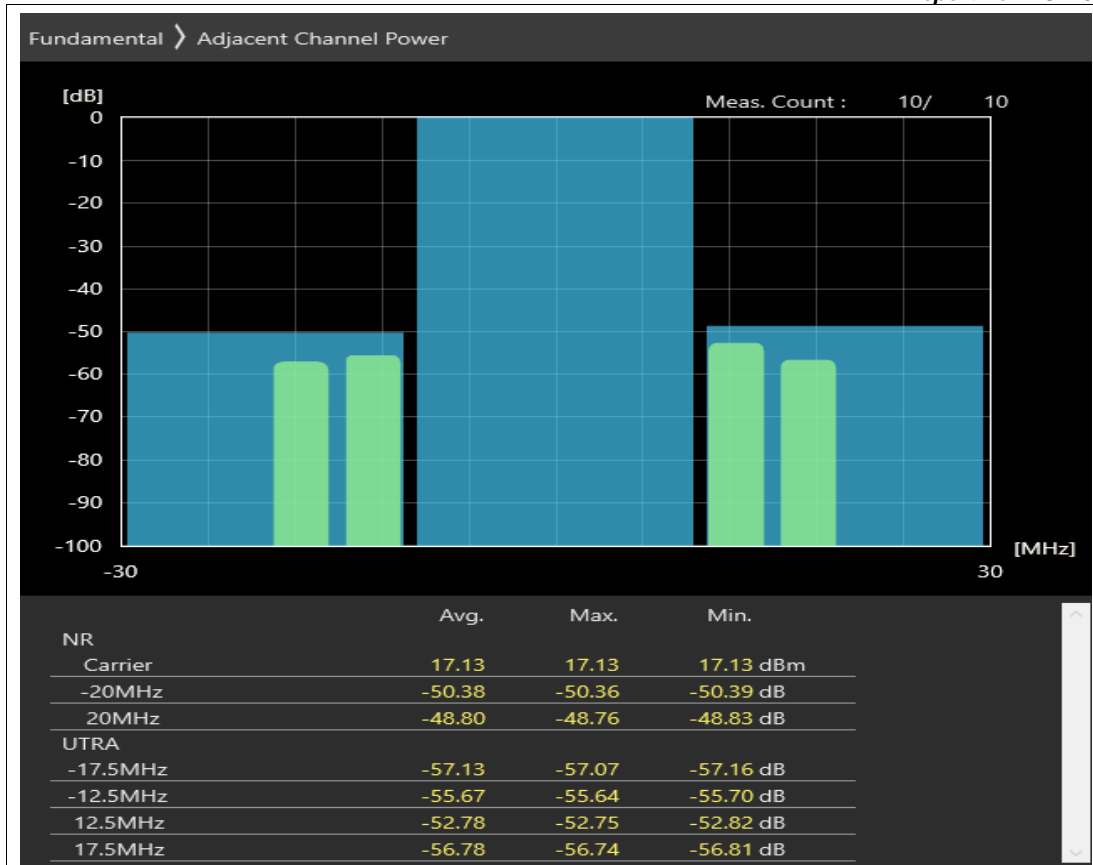 Fundamental ❯ Adjacent Channel Power
[dB]
Meas. Count : 10/ 10
0
-10
-20
-30
-40
-50
-60
-70
-80
-90
-100
[MHz]
-30 30
Avg. Max. Min.
NR
Carrier 17.13 17.13 17.13 dBm
-20MHz -50.38 -50.36 -50.39 dB
20MHz -48.80 -48.76 -48.83 dB
UTRA
-17.5MHz -57.13 -57.07 -57.16 dB
-12.5MHz -55.67 -55.64 -55.70 dB
12.5MHz -52.78 -52.75 -52.82 dB
17.5MHz -56.78 -56.74 -56.81 dB